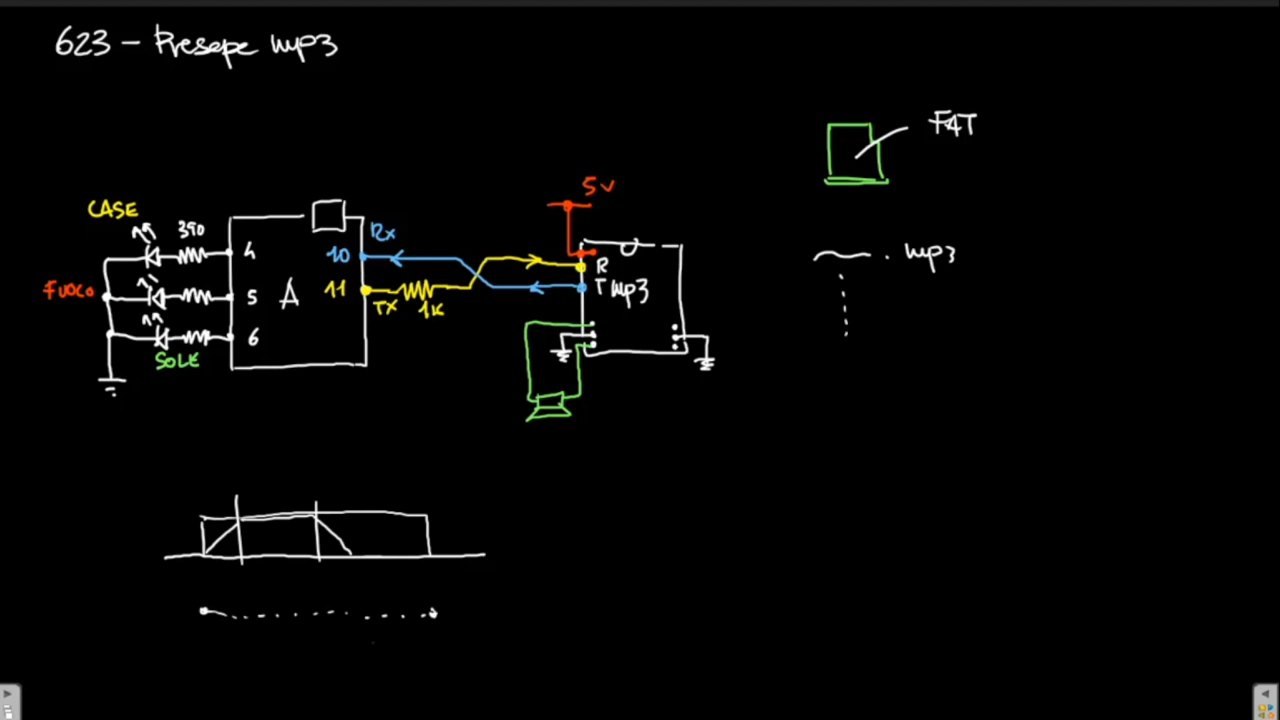 623 - Presepe mp3
FAT
5v
CASE
390
Rx
4
10
R
. mp3
FUOCO
5
A
11
T mp3
TX
1K
6
SOLE